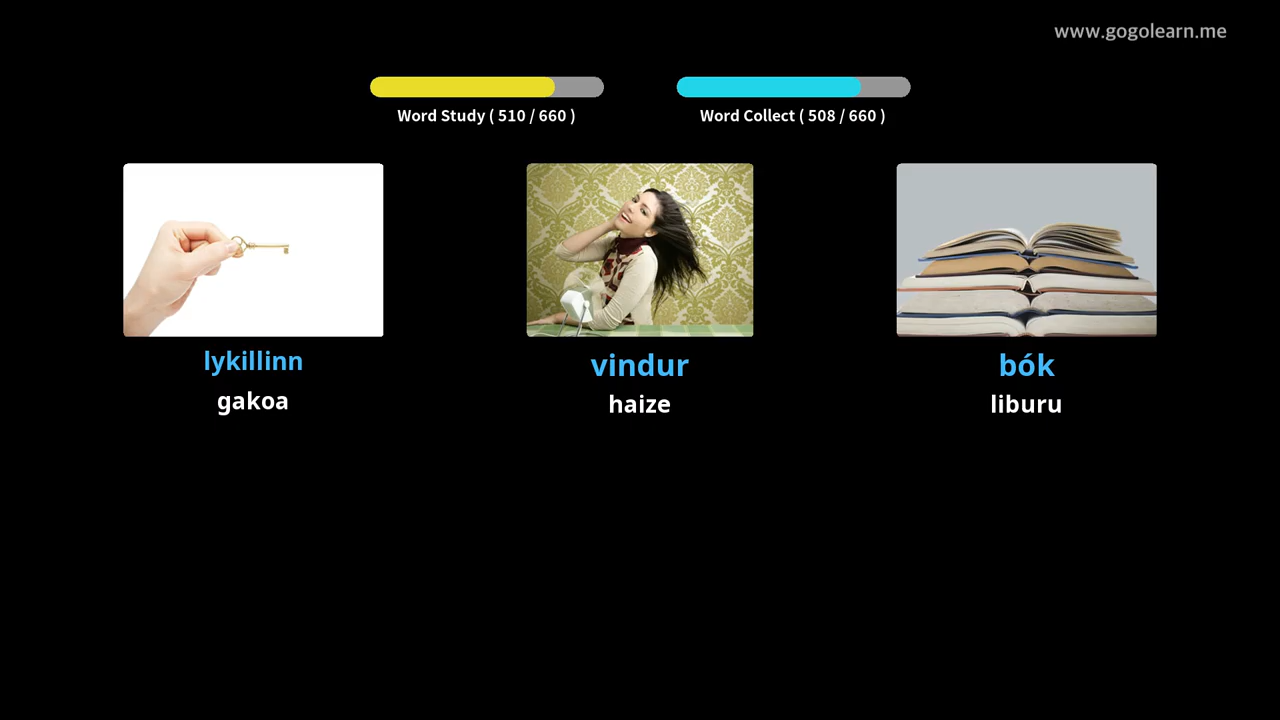 www.gogolearn.me
Word Study ( 510 / 660 )
Word Collect ( 508 / 660 )
lykillinn
gakoa
vindur
haize
bók
liburu